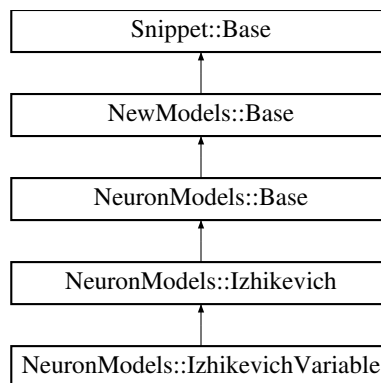 Snippet::Base
NewModels::Base
NeuronModels::Base
NeuronModels::Izhikevich
NeuronModels::IzhikevichVariable